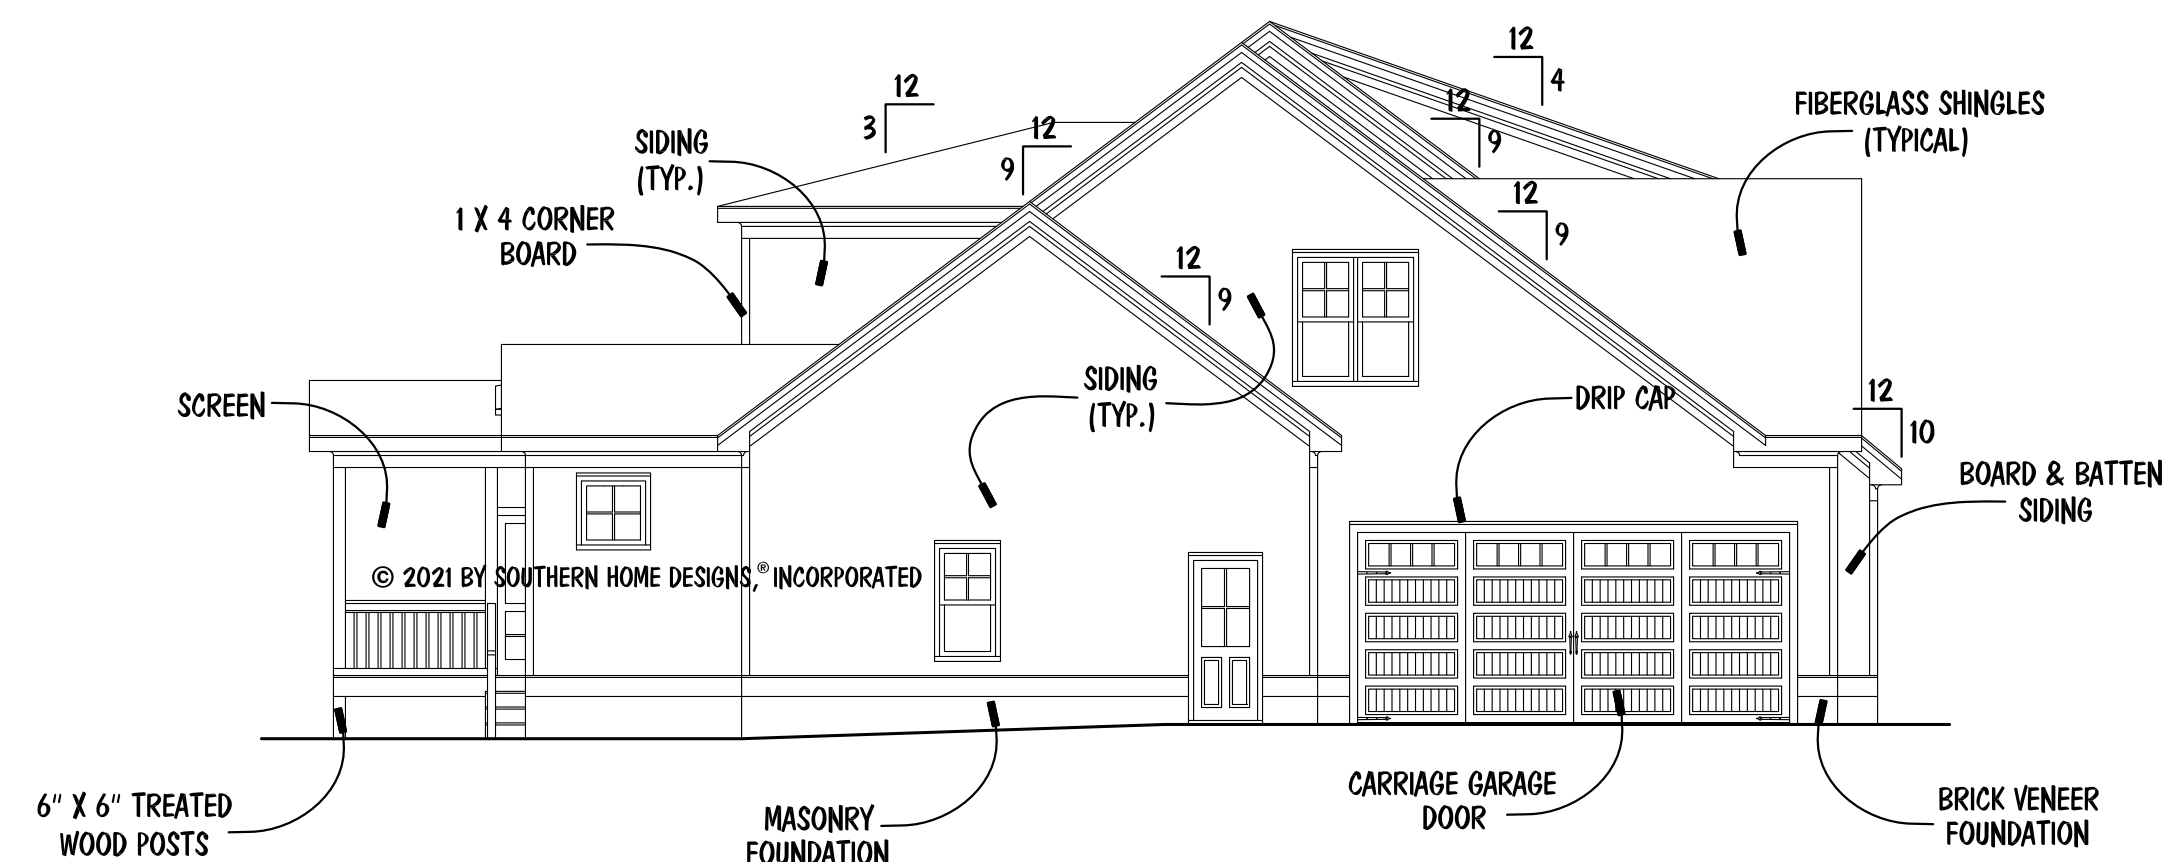 12
4
12
3
12
9
12
9
FIBERGLASS SHINGLES
(TYPICAL)
SIDING
(TYP.)
1 X 4 CORNER
BOARD
12
9
12
9
SIDING
(TYP.)
SCREEN
DRIP CAP
12
10
BOARD & BATTEN
SIDING
© 2021 BY SOUTHERN HOME DESIGNS,® INCORPORATED
6" X 6" TREATED
WOOD POSTS
MASONRY
FOUNDATION
CARRIAGE GARAGE
DOOR
BRICK VENEER
FOUNDATION